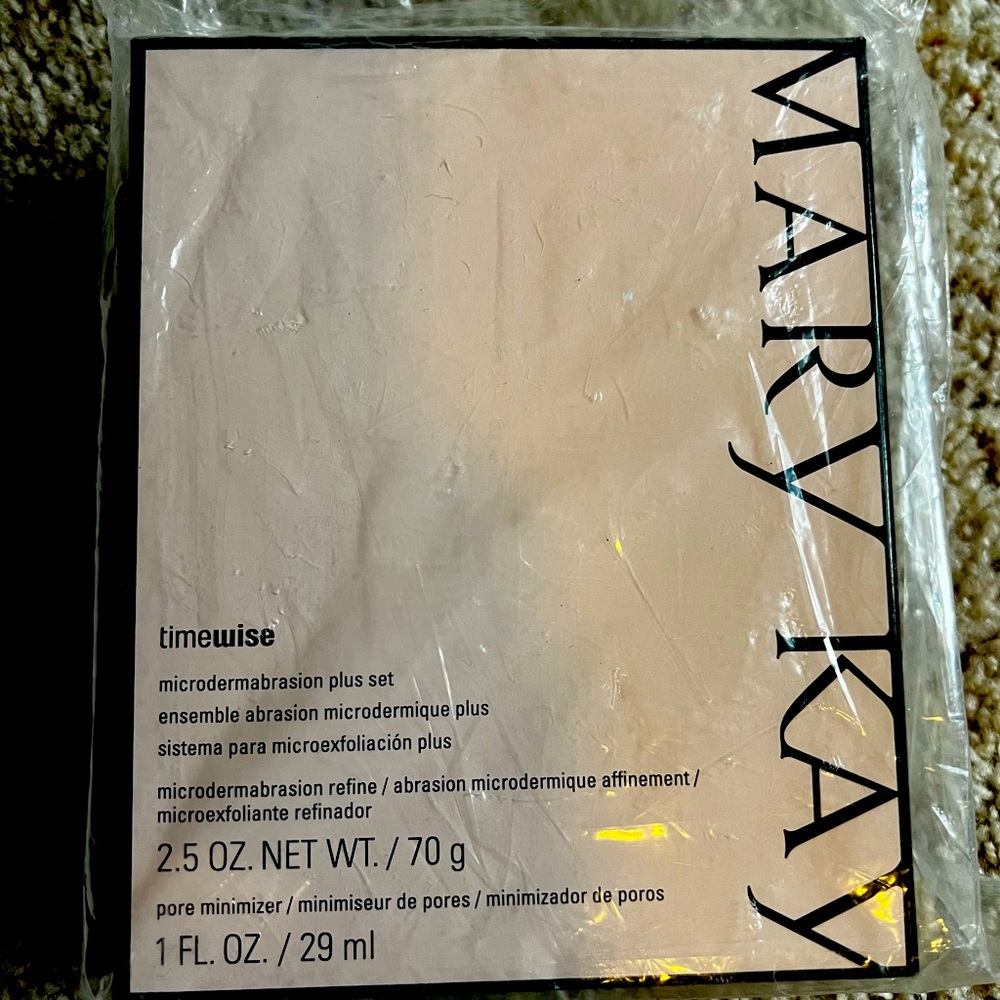 MARY KAY
timewise
microdermabrasion plus set
ensemble abrasion microdermique plus
sistema para microexfoliación plus
microdermabrasion refine / abrasion microdermique affinement /
microexfoliante refinador
2.5 OZ. NET WT. / 70 g
pore minimizer / minimiseur de pores / minimizador de poros
1 FL. OZ. / 29 ml